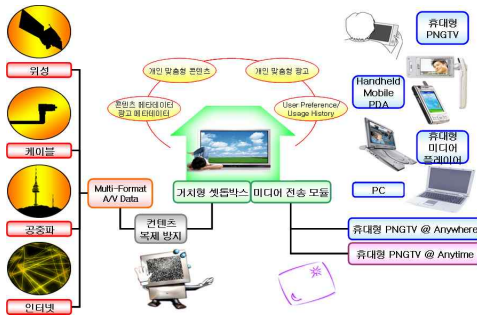 위성
케이블
공중파
인터넷
Multi-Format
A/V Data
컨텐츠
복제 방지
개인 맞춤형 콘텐츠
개인 맞춤형 광고
콘텐츠 메타데이터
광고 메타데이터
User Preference/
Usage History
거치형 셋톱박스
미디어 전송 모듈
휴대형
PNGTV
Handheld
Mobile
PDA
휴대형
미디어
플레이어
PC
휴대형 PNGTV @ Anywhere
휴대형 PNGTV @ Anytime